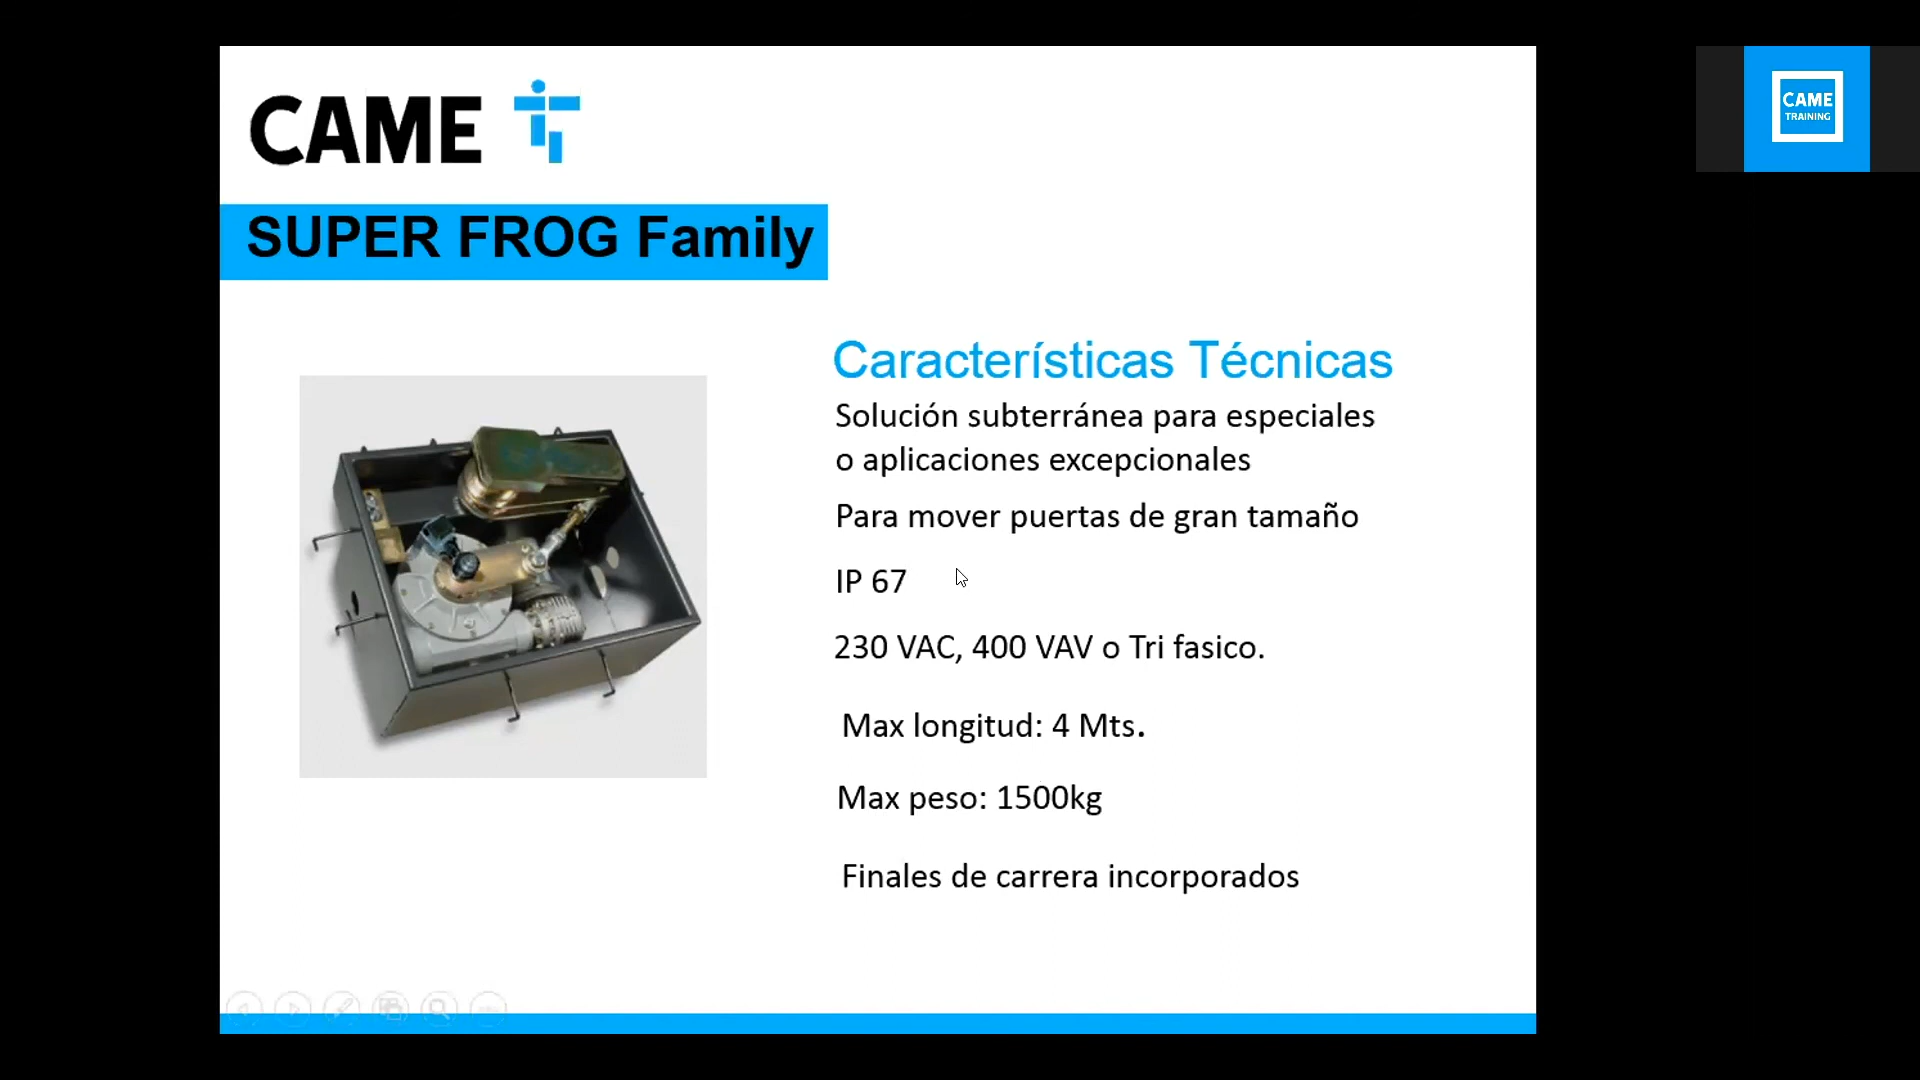 CAME
SUPER FROG Family
Características Técnicas
Solución subterránea para especiales
o aplicaciones excepcionales
Para mover puertas de gran tamaño
IP 67
230 VAC, 400 VAV o Tri fasico.
Max longitud: 4 Mts.
Max peso: 1500kg
Finales de carrera incorporados
CAME
TRAINING